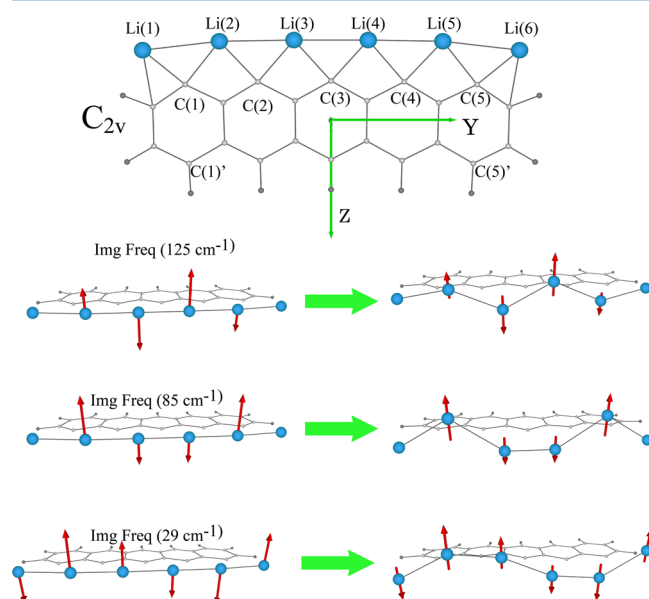 Li(1) Li(2) Li(3) Li(4) Li(5) Li(6)
C(1) C(2) C(3) C(4) C(5)
C2v
Y
C(1)' C(5)'
Z
Img Freq (125 cm-1)
Img Freq (85 cm-1)
Img Freq (29 cm-1)